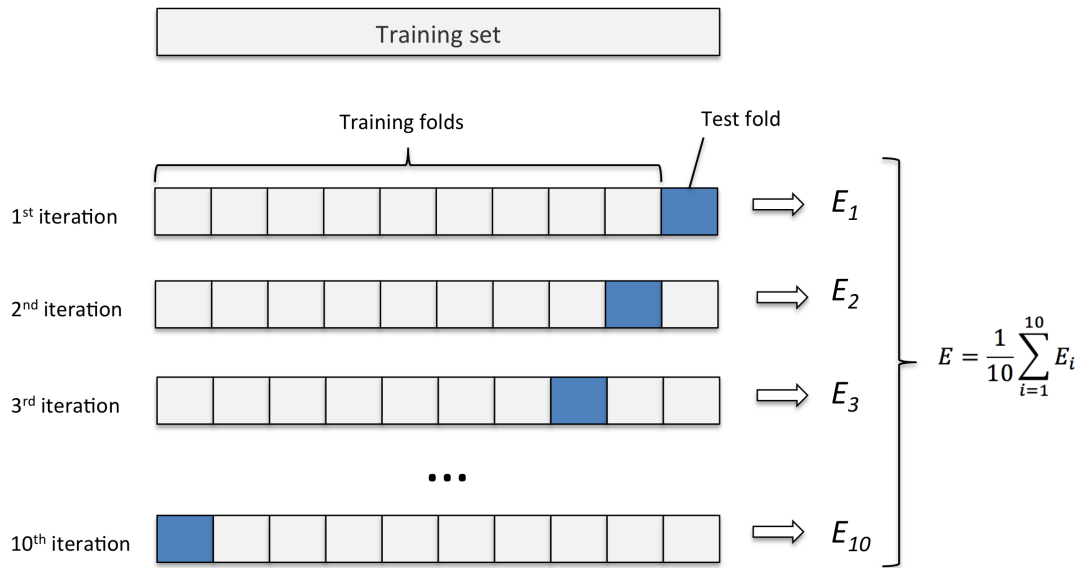 Training set
Training folds
Test fold
1st iteration
E1
2nd iteration
E2
3rd iteration
E3
...
10th iteration
E10
E = 1/10 ∑_{i=1}^{10} E_i